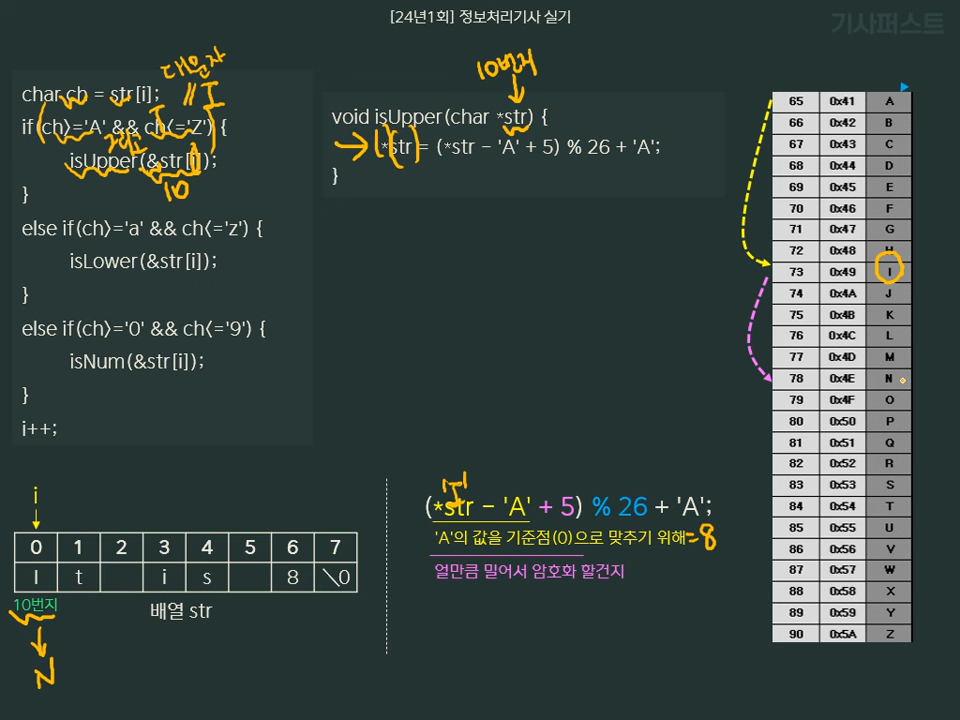 [24년1회] 정보처리기사 실기
기사퍼스트
대문자
char ch = str[i];
I
if(ch>='A' && ch<='Z') {
isUpper(&str[i]);
10
}
else if(ch>='a' && ch<='z') {
isLower(&str[i]);
}
else if(ch>='0' && ch<='9') {
isNum(&str[i]);
}
i++;
10번지
void isUpper(char *str) {
*str = (*str - 'A' + 5) % 26 + 'A';
}
65 0x41 A
66 0x42 B
67 0x43 C
68 0x44 D
69 0x45 E
70 0x46 F
71 0x47 G
72 0x48 H
73 0x49 I
74 0x4A J
75 0x4B K
76 0x4C L
77 0x4D M
78 0x4E N
79 0x4F O
80 0x50 P
81 0x51 Q
82 0x52 R
83 0x53 S
84 0x54 T
85 0x55 U
86 0x56 V
87 0x57 W
88 0x58 X
89 0x59 Y
90 0x5A Z
i
0 1 2 3 4 5 6 7
I t i s 8 \0
10번지
배열 str
N
'I'
(*str - 'A' + 5) % 26 + 'A';
'A'의 값을 기준점(0)으로 맞추기 위해 =8
얼만큼 밀어서 암호화 할건지